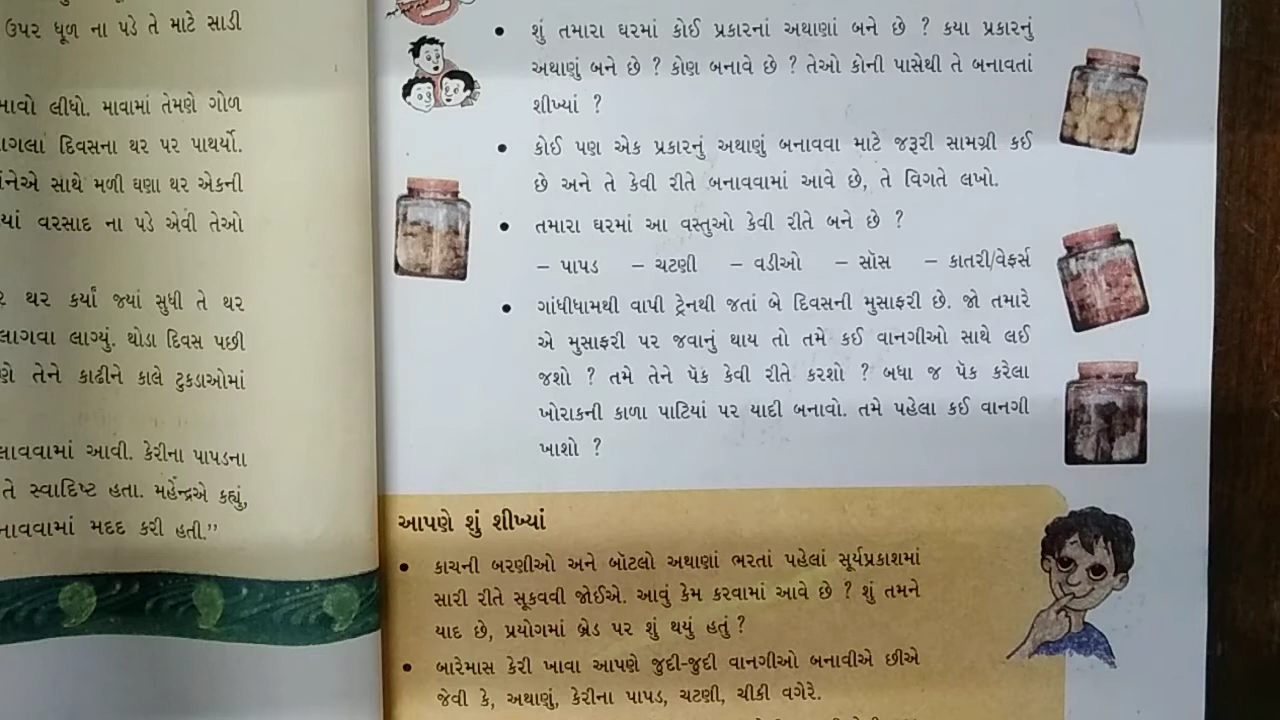 ઉપર ધૂળ ના પડે તે માટે સાડી
લીધો. માવામાં તેમણે ગોળ
દિવસના થર પર પાથર્યો.
સાથે મળી ઘણા થર એકની
વરસાદ ના પડે એવી તેઓ
થર કર્યાં જ્યાં સુધી તે થર
લાગવા લાગ્યું. થોડા દિવસ પછી
તેને કાઢીને કાલે ટુકડાઓમાં
આવી. કેરીના પાપડના
તે સ્વાદિષ્ટ હતા. મહેન્દ્રએ કહ્યું,
મદદ કરી હતી.”
• શું તમારા ઘરમાં કોઈ પ્રકારનાં અથાણાં બને છે ? કયા પ્રકારનું
અથાણું બને છે ? કોણ બનાવે છે ? તેઓ કોની પાસેથી તે બનાવતાં
શીખ્યાં ?
• કોઈ પણ એક પ્રકારનું અથાણું બનાવવા માટે જરૂરી સામગ્રી કઈ
છે અને તે કેવી રીતે બનાવવામાં આવે છે, તે વિગતે લખો.
• તમારા ઘરમાં આ વસ્તુઓ કેવી રીતે બને છે ?
– પાપડ – ચટણી – વડીઓ – સૉસ – કાતરી/વેફર્સ
• ગાંધીધામથી વાપી ટ્રેનથી જતાં બે દિવસની મુસાફરી છે. જો તમારે
એ મુસાફરી પર જવાનું થાય તો તમે કઈ વાનગીઓ સાથે લઈ
જશો ? તમે તેને પૅક કેવી રીતે કરશો ? બધા જ પૅક કરેલા
ખોરાકની કાળા પાટિયાં પર યાદી બનાવો. તમે પહેલા કઈ વાનગી
ખાશો ?
આપણે શું શીખ્યાં
• કાચની બરણીઓ અને બૉટલો અથાણાં ભરતાં પહેલાં સૂર્યપ્રકાશમાં
સારી રીતે સૂકવવી જોઈએ. આવું કેમ કરવામાં આવે છે ? શું તમને
યાદ છે, પ્રયોગમાં બ્રેડ પર શું થયું હતું ?
• બારેમાસ કેરી ખાવા આપણે જુદી-જુદી વાનગીઓ બનાવીએ છીએ
જેવી કે, અથાણું, કેરીના પાપડ, ચટણી, ચીકી વગેરે.